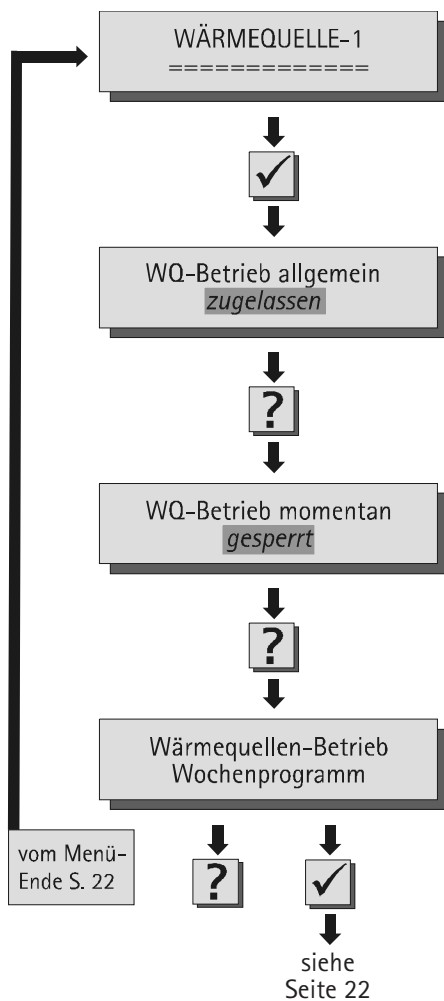 WÄRMEQUELLE-1
=============
✓
WQ-Betrieb allgemein
zugelassen
?
WQ-Betrieb momentan
gesperrt
?
Wärmequellen-Betrieb
Wochenprogramm
vom Menü-
Ende S. 22
? ✓
siehe
Seite 22